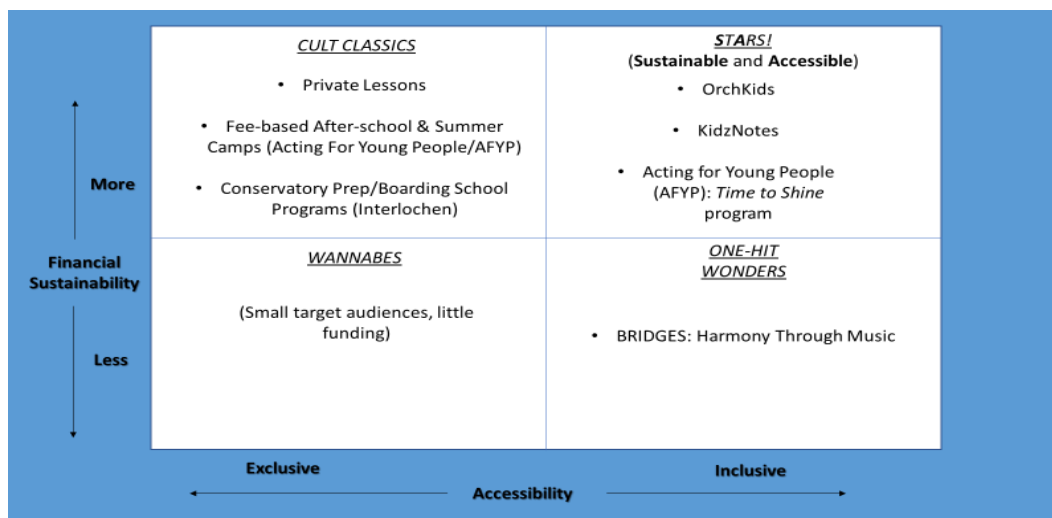 CULT CLASSICS
• Private Lessons
• Fee-based After-school & Summer
Camps (Acting For Young People/AFYP)
• Conservatory Prep/Boarding School
Programs (Interlochen)
STARS!
(Sustainable and Accessible)
• OrchKids
• KidzNotes
• Acting for Young People
(AFYP): Time to Shine
program
More
Financial
Sustainability
Less
WANNABES
(Small target audiences, little
funding)
ONE-HIT
WONDERS
• BRIDGES: Harmony Through Music
Exclusive
Inclusive
Accessibility